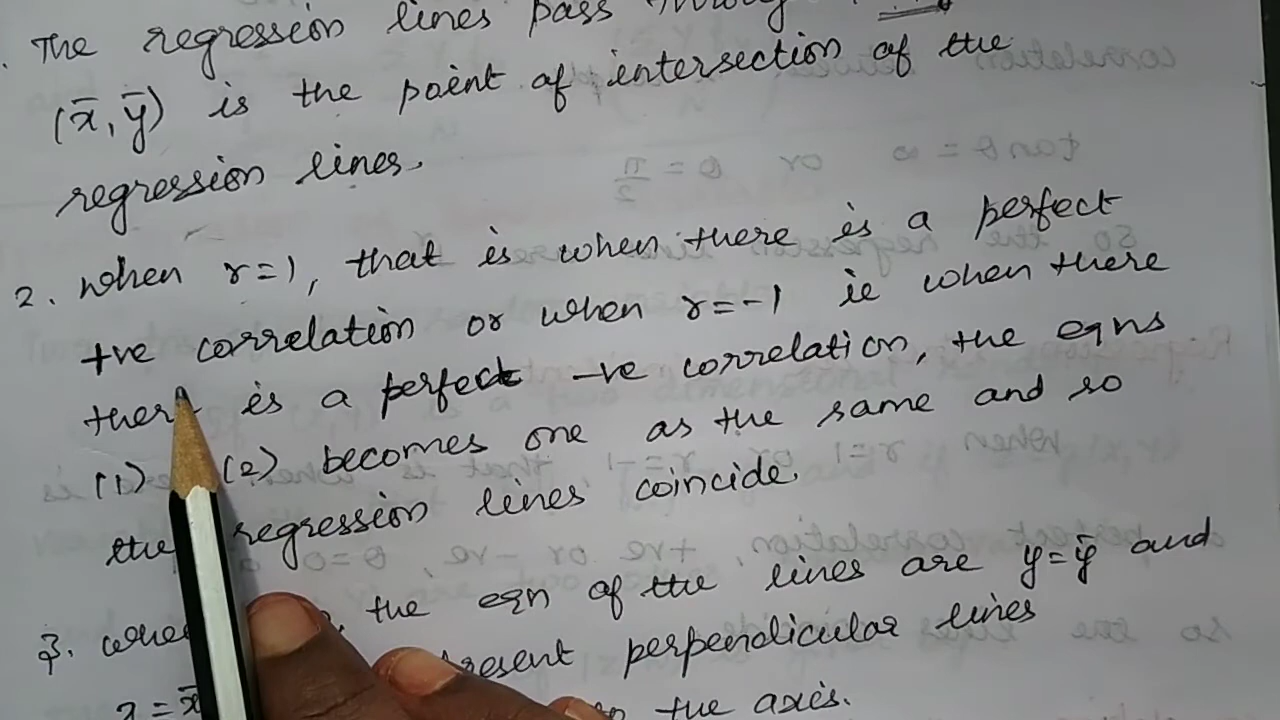 . The regression lines pass
(x̄, ȳ) is the point of intersection of the
regression lines.
2. When r=1, that is when there is a perfect
+ve correlation or when r=-1 ie when there
there is a perfect -ve correlation, the eqns
(1) (2) becomes one as the same and so
the regression lines coincide.
3. the eqn of the lines are y=ȳ and
x=x̄ perpendicular lines
the axis.